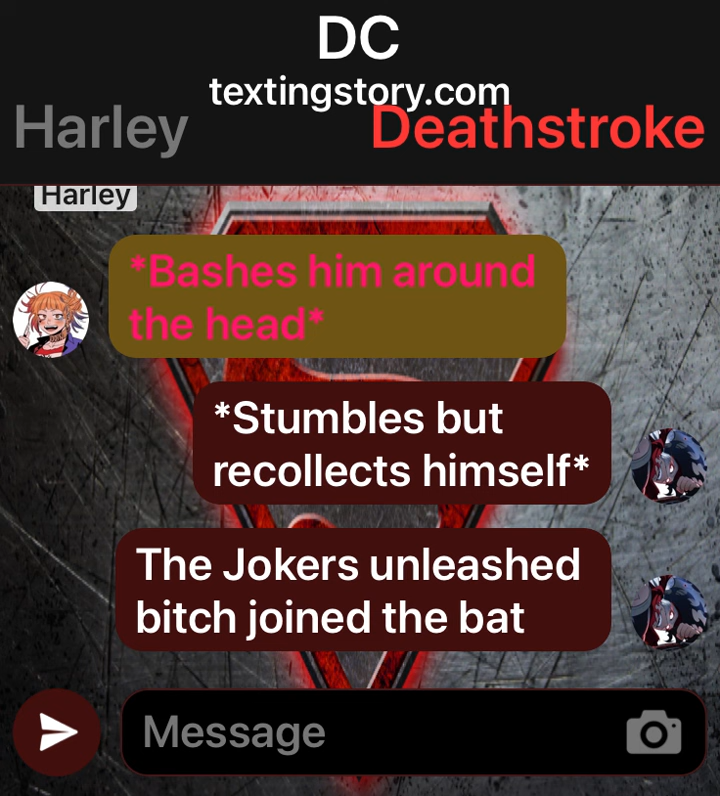 DC
textingstory.com
Harley Deathstroke
Harley
*Bashes him around
the head*
*Stumbles but
recollects himself*
The Jokers unleashed
bitch joined the bat
Message